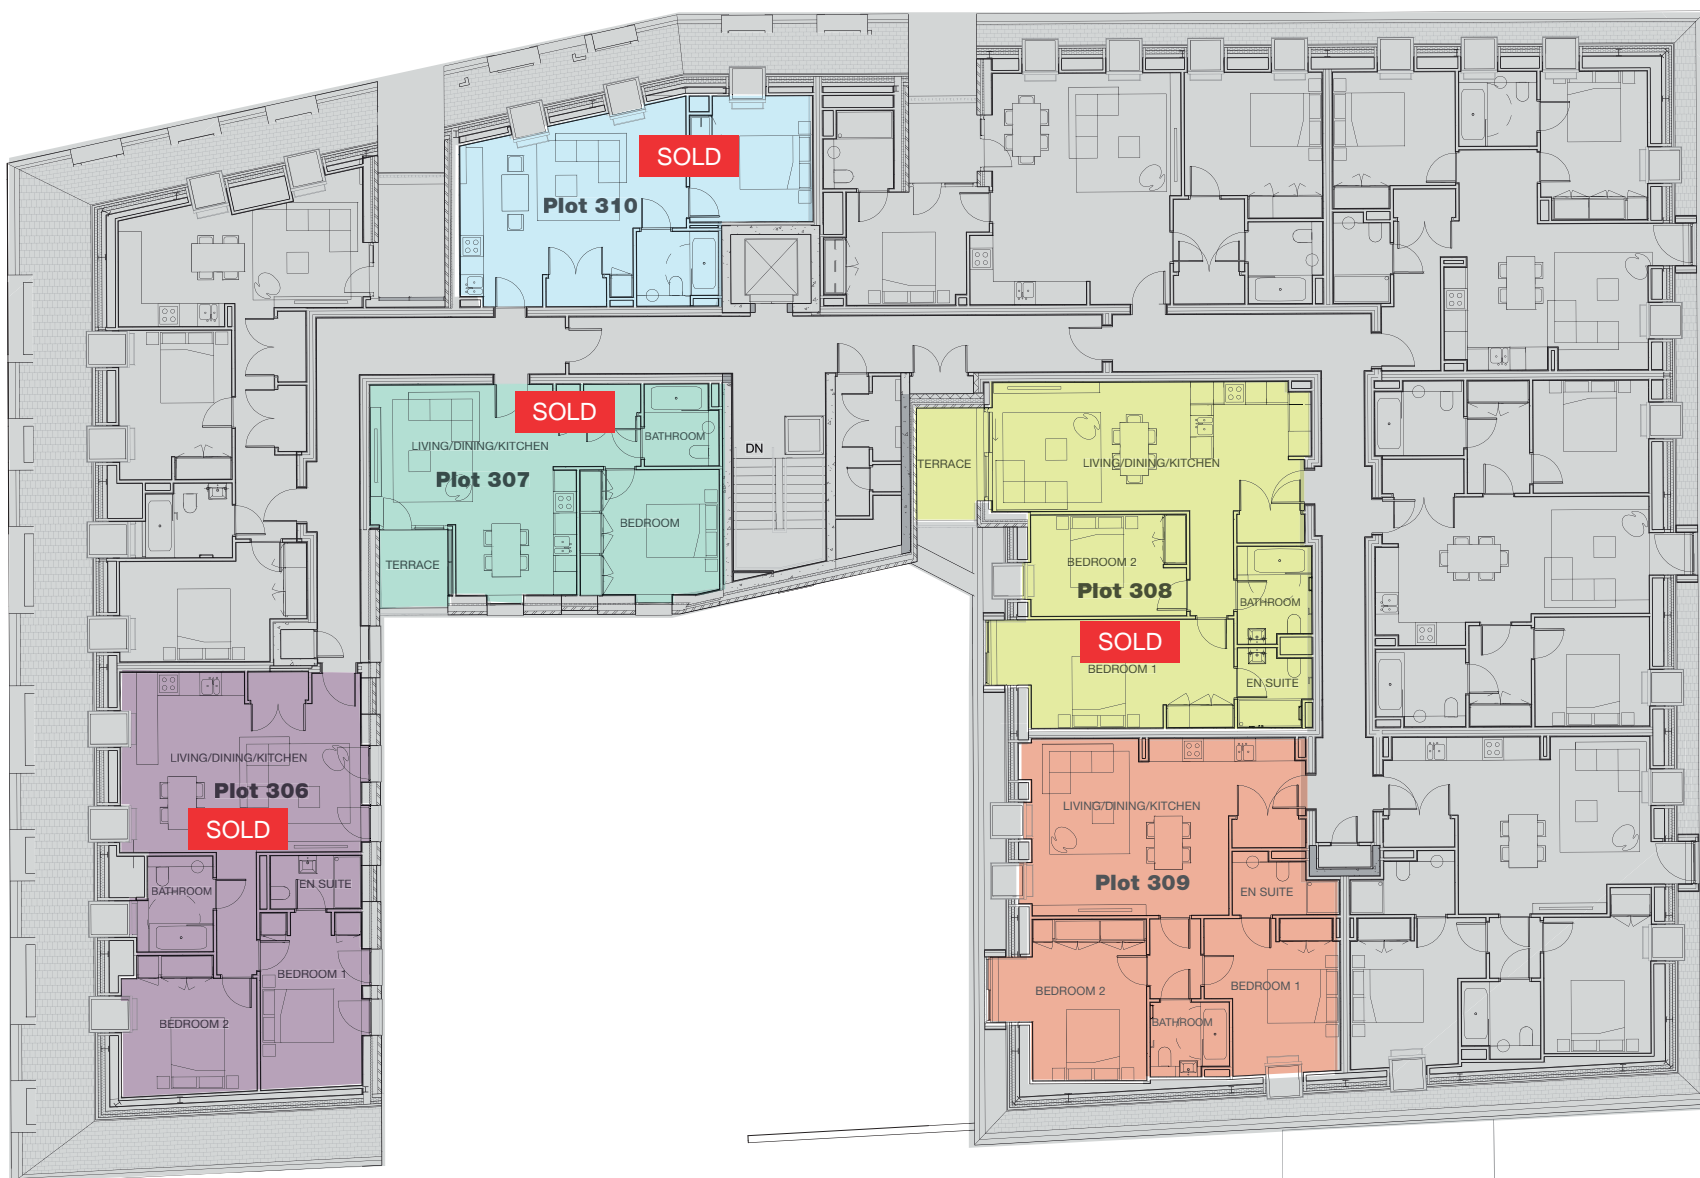 SOLD
Plot 310
SOLD
LIVING/DINING/KITCHEN
BATHROOM
Plot 307
BEDROOM
TERRACE
DN
TERRACE
LIVING/DINING/KITCHEN
BEDROOM 2
Plot 308
BATHROOM
SOLD
BEDROOM 1
EN SUITE
LIVING/DINING/KITCHEN
Plot 306
SOLD
BATHROOM
EN SUITE
BEDROOM 1
BEDROOM 2
LIVING/DINING/KITCHEN
Plot 309
EN SUITE
BEDROOM 2
BEDROOM 1
BATHROOM